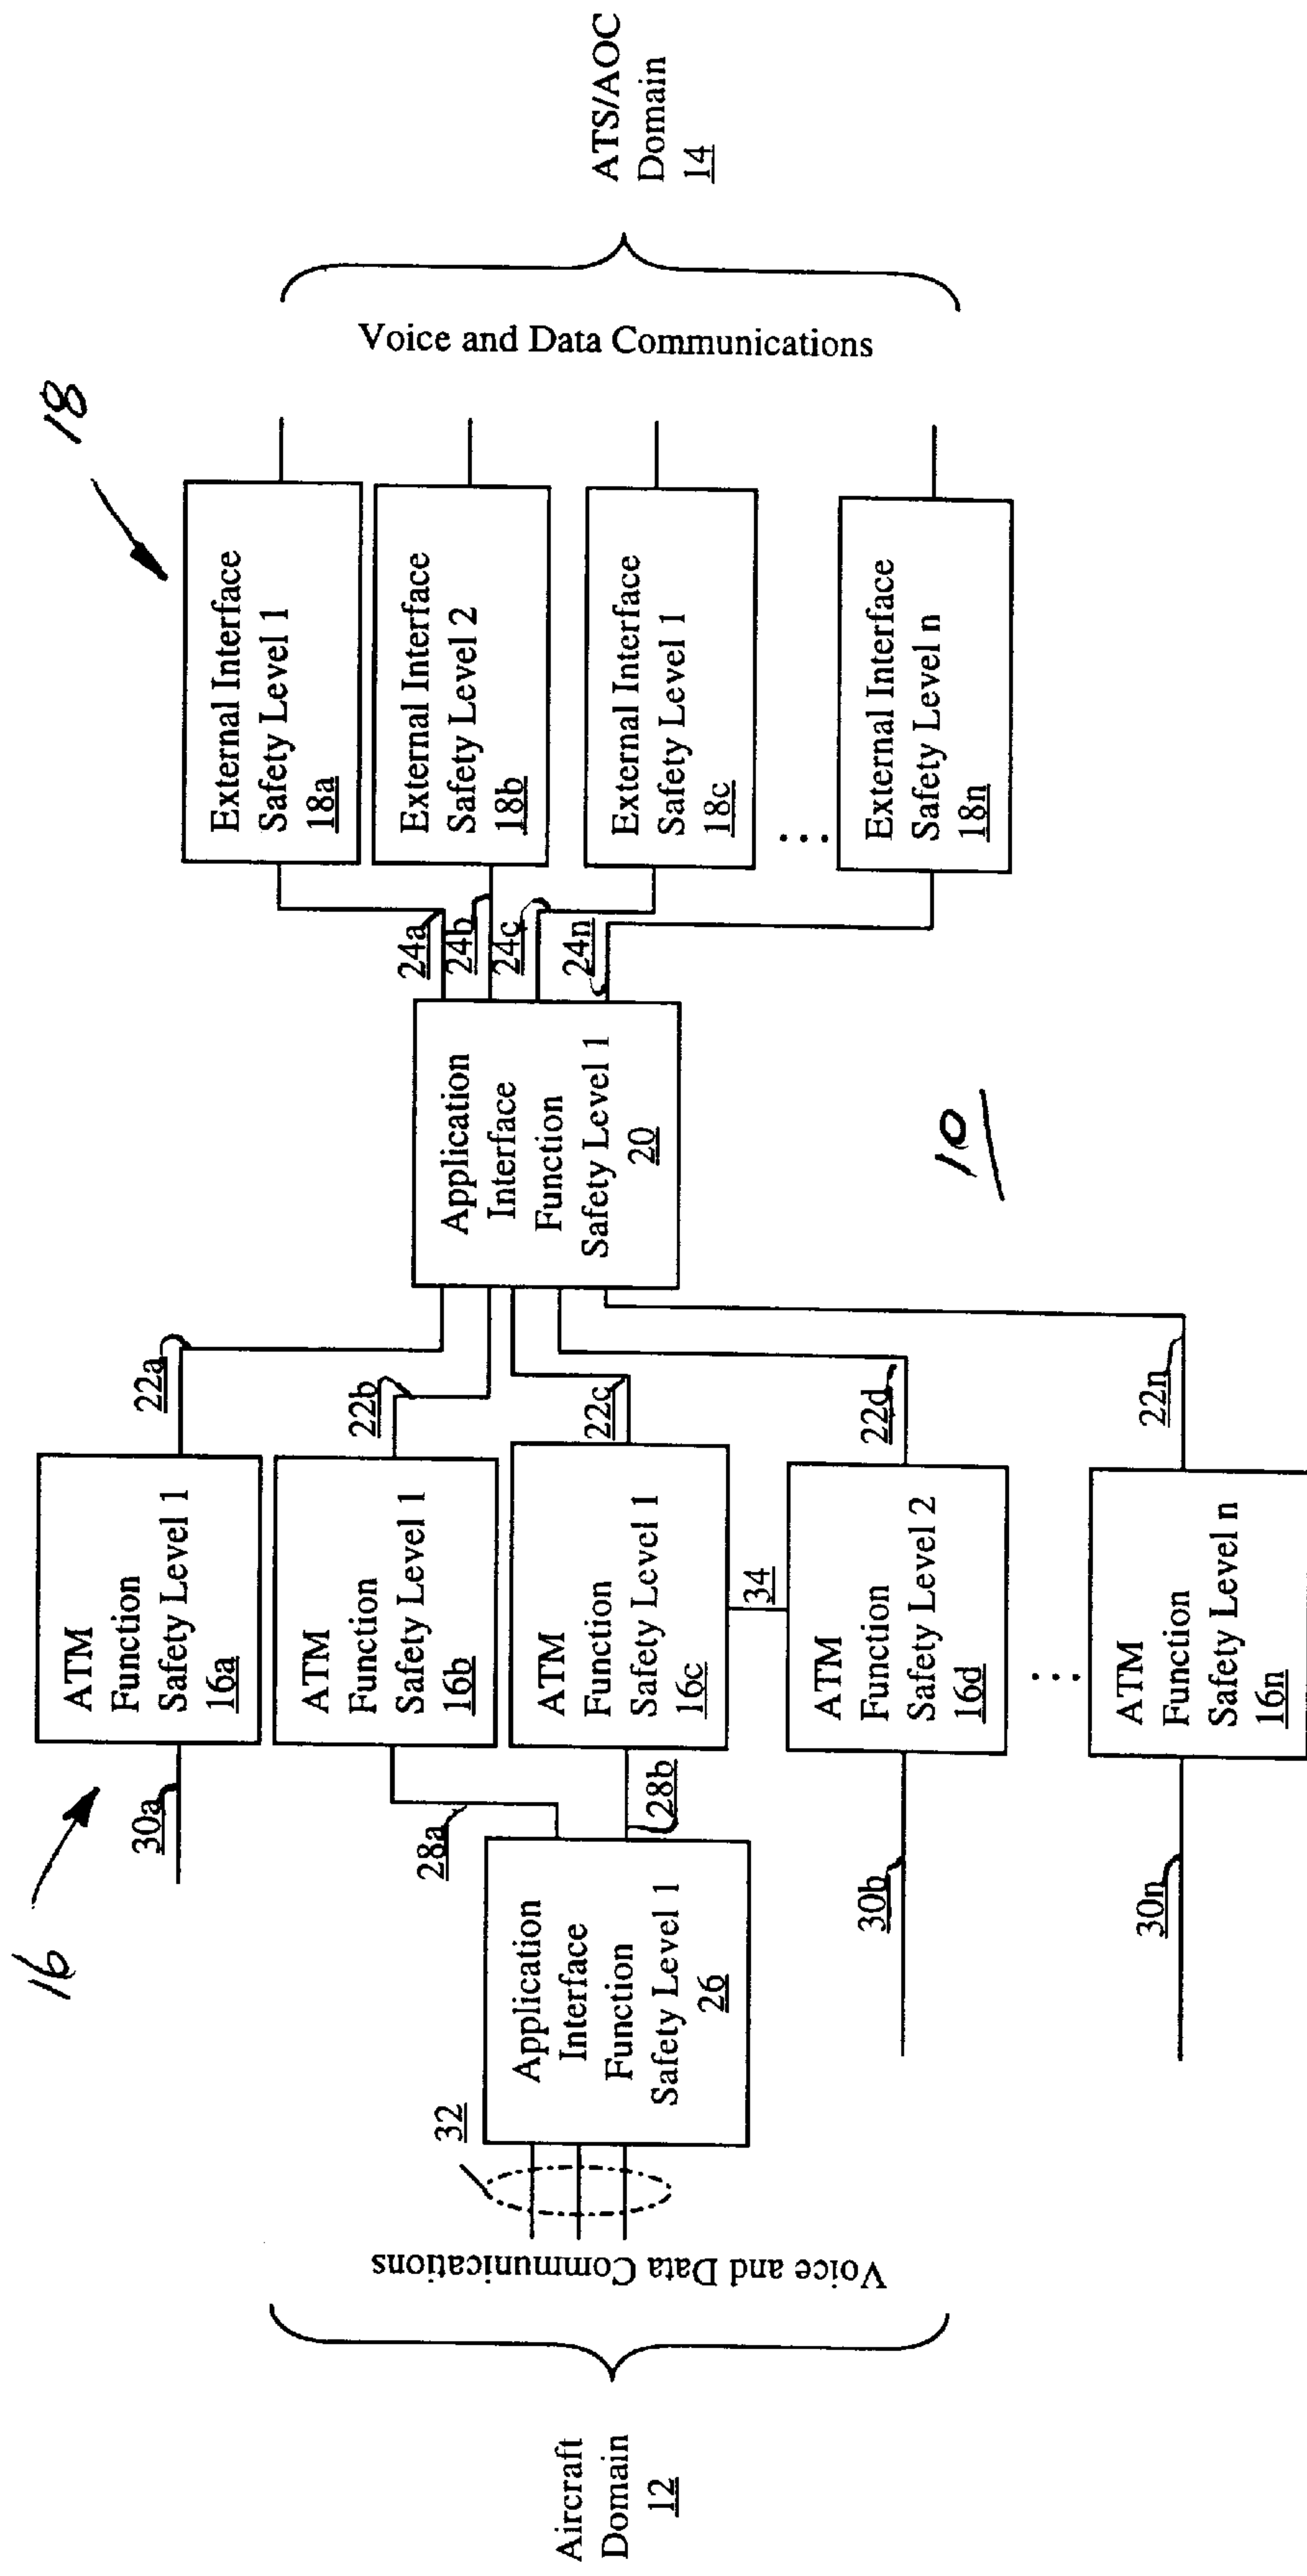 Aircraft
Domain
12
Voice and Data Communications
32
Application
Interface
Function
Safety Level 1
26
28a
28b
30a
30b
30n
16
ATM
Function
Safety Level 1
16a
ATM
Function
Safety Level 1
16b
ATM
Function
Safety Level 1
16c
34
ATM
Function
Safety Level 2
16d
...
ATM
Function
Safety Level n
16n
22a
22b
22c
22d
22n
Application
Interface
Function
Safety Level 1
20
10
24a
24b
24c
24n
18
External Interface
Safety Level 1
18a
External Interface
Safety Level 2
18b
External Interface
Safety Level 1
18c
...
External Interface
Safety Level n
18n
Voice and Data Communications
ATS/AOC
Domain
14